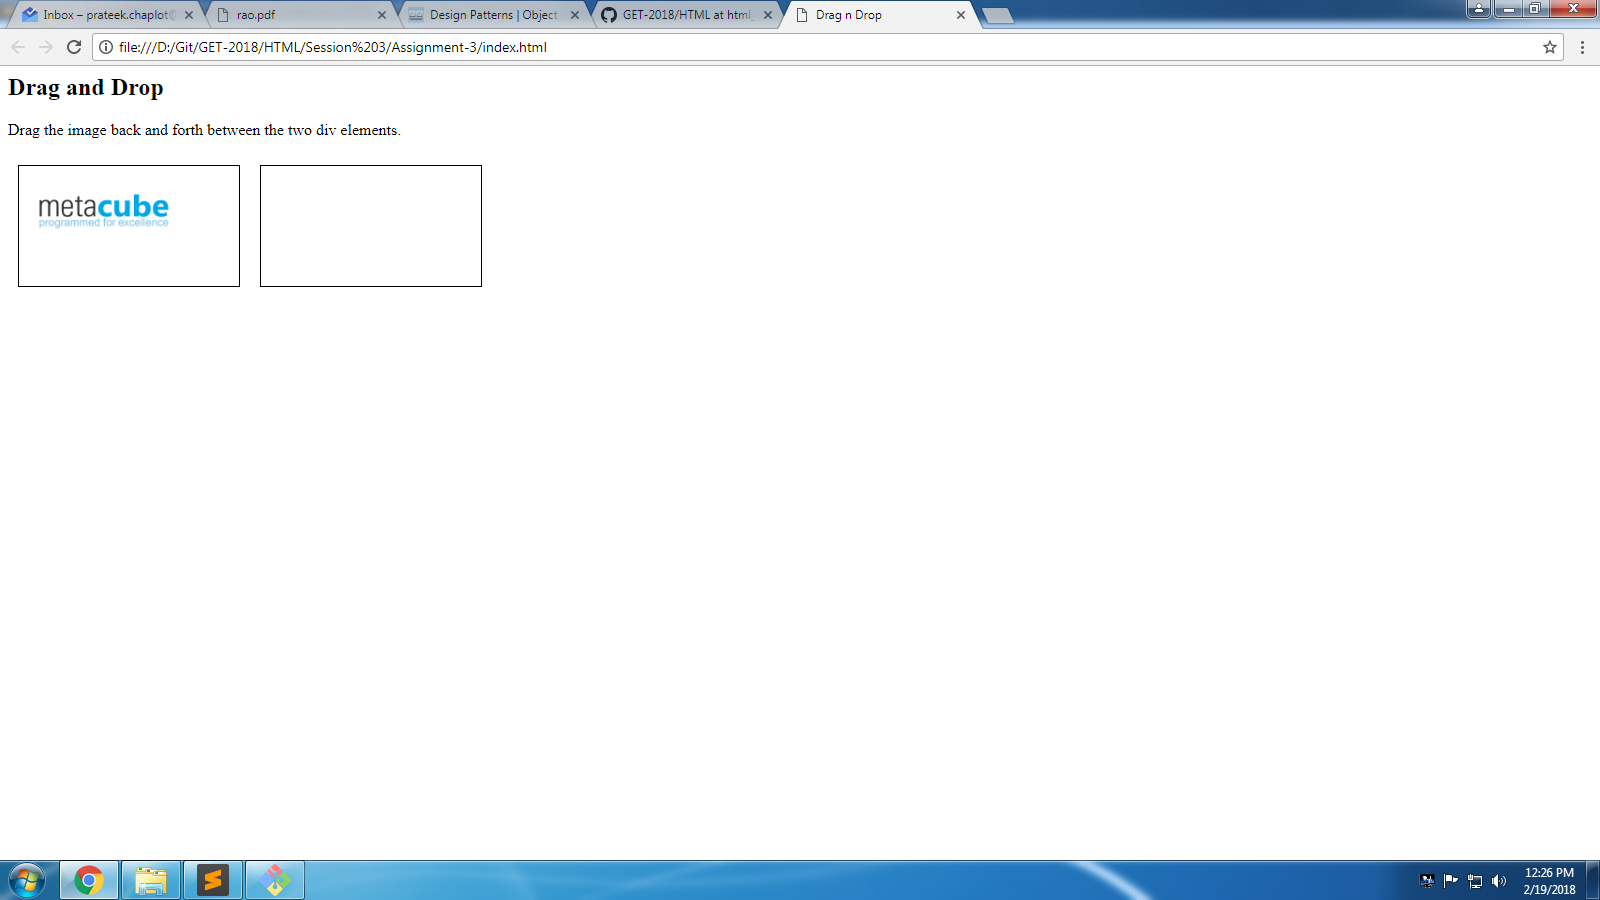 Inbox – prateek.chaplot@
rao.pdf
Design Patterns | Object
GET-2018/HTML at html_
Drag n Drop
file:///D:/Git/GET-2018/HTML/Session%203/Assignment-3/index.html
Drag and Drop
Drag the image back and forth between the two div elements.
metacube
programmed for excellence
12:26 PM
2/19/2018